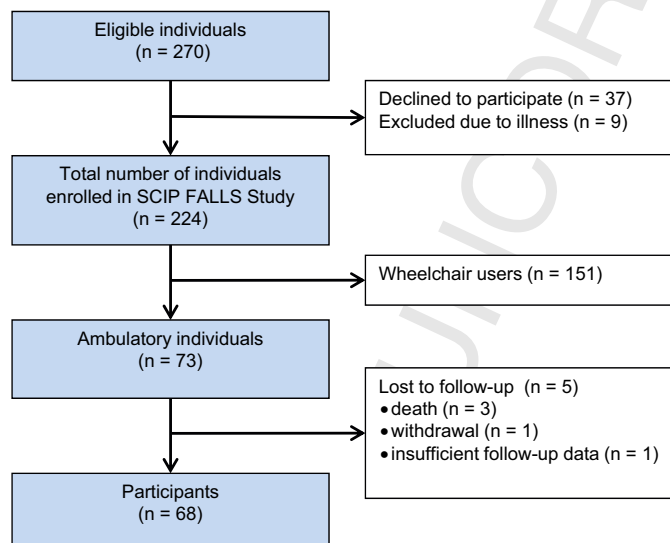 Eligible individuals
(n = 270)
Declined to participate (n = 37)
Excluded due to illness (n = 9)
Total number of individuals
enrolled in SCIP FALLS Study
(n = 224)
Wheelchair users (n = 151)
Ambulatory individuals
(n = 73)
Lost to follow-up  (n = 5)
•death (n = 3)
•withdrawal (n = 1)
•insufficient follow-up data (n = 1)
Participants
(n = 68)